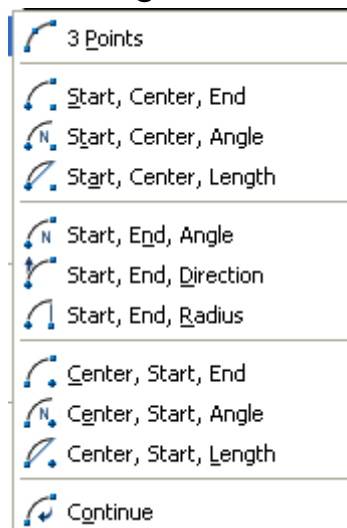 3 Points
Start, Center, End
Start, Center, Angle
Start, Center, Length
Start, End, Angle
Start, End, Direction
Start, End, Radius
Center, Start, End
Center, Start, Angle
Center, Start, Length
Continue